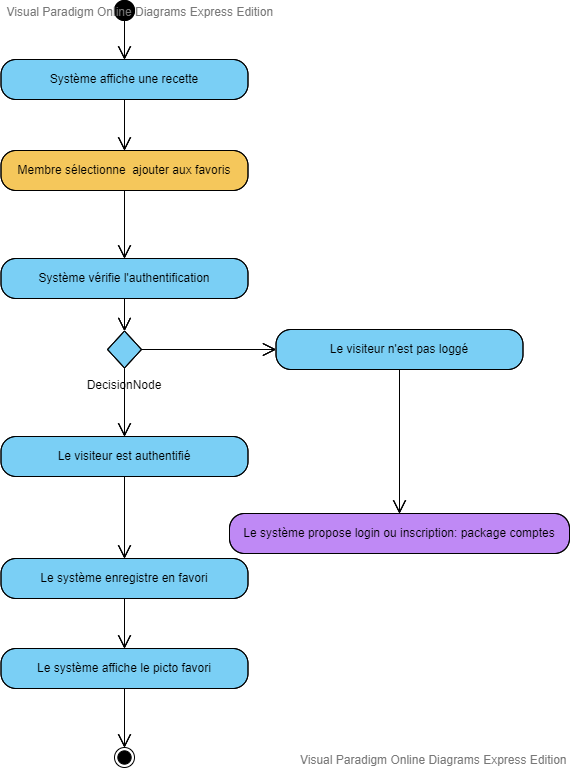 Visual Paradigm Online Diagrams Express Edition
Système affiche une recette
Membre sélectionne  ajouter aux favoris
Système vérifie l'authentification
Le visiteur n'est pas loggé
DecisionNode
Le visiteur est authentifié
Le système propose login ou inscription: package comptes
Le système enregistre en favori
Le système affiche le picto favori
Visual Paradigm Online Diagrams Express Edition